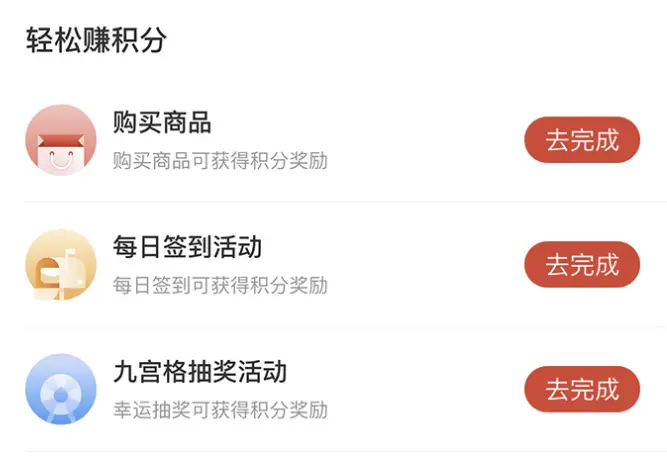 轻松赚积分
购买商品
去完成
购买商品可获得积分奖励
每日签到活动
去完成
每日签到可获得积分奖励
九宫格抽奖活动
去完成
幸运抽奖可获得积分奖励